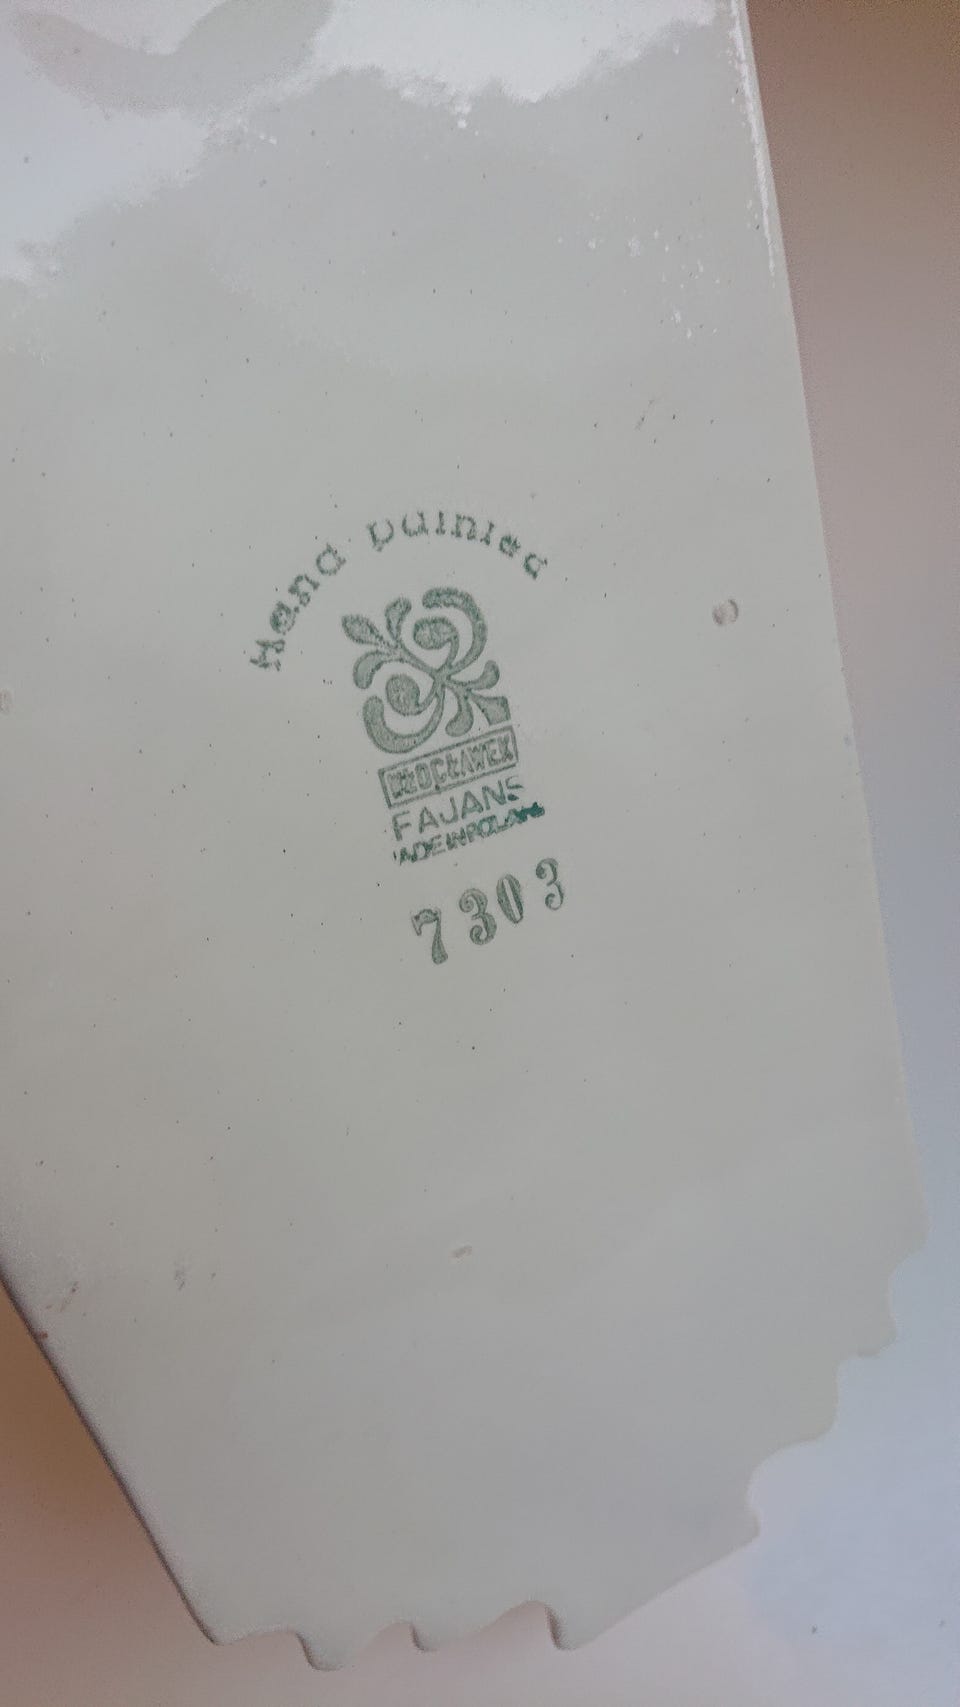 Hand painted
WŁOCŁAWEK
FAJANS
MADE IN POLAND
7303